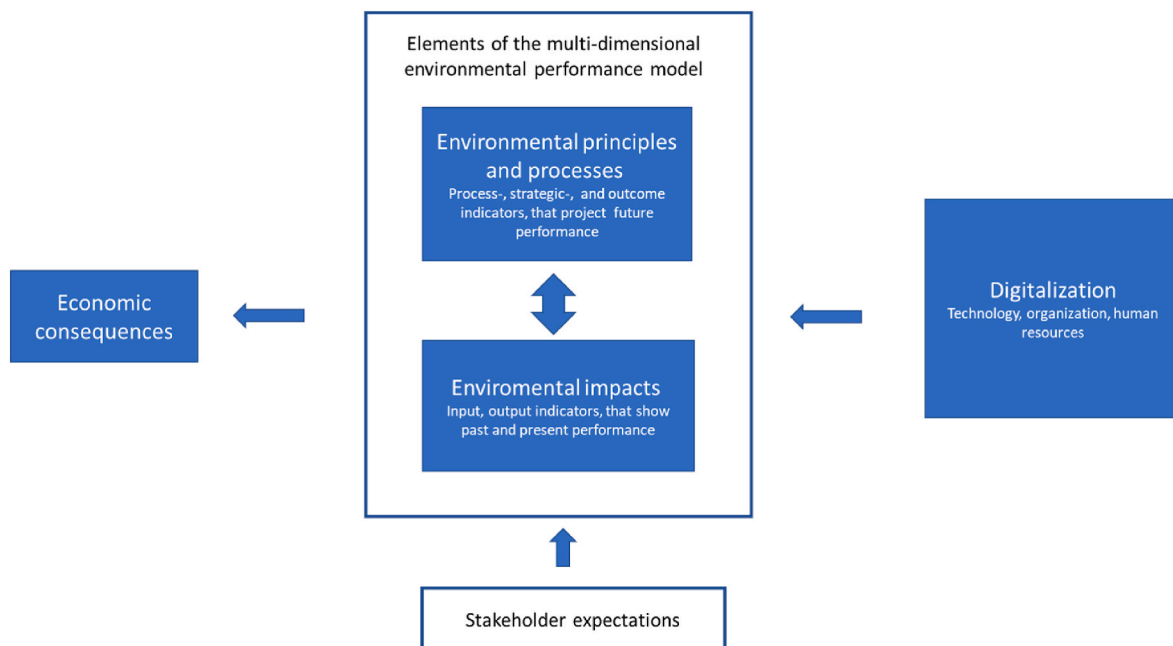 Elements of the multi-dimensional
environmental performance model
Environmental principles
and processes
Process-, strategic-, and outcome
indicators, that project future
performance
Economic
consequences
Digitalization
Technology, organization, human
resources
Enviromental impacts
Input, output indicators, that show
past and present performance
Stakeholder expectations